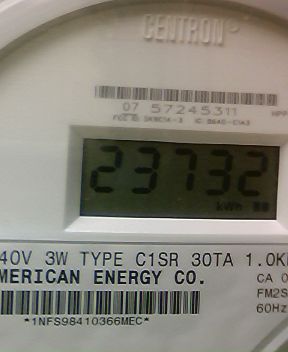 CENTRON®
07 57245311
23732
kWh
40V 3W TYPE C1SR 30TA 1.0K
MERICAN ENERGY CO.
CA 0
FM2S
60Hz
*1NFS98410366MEC*